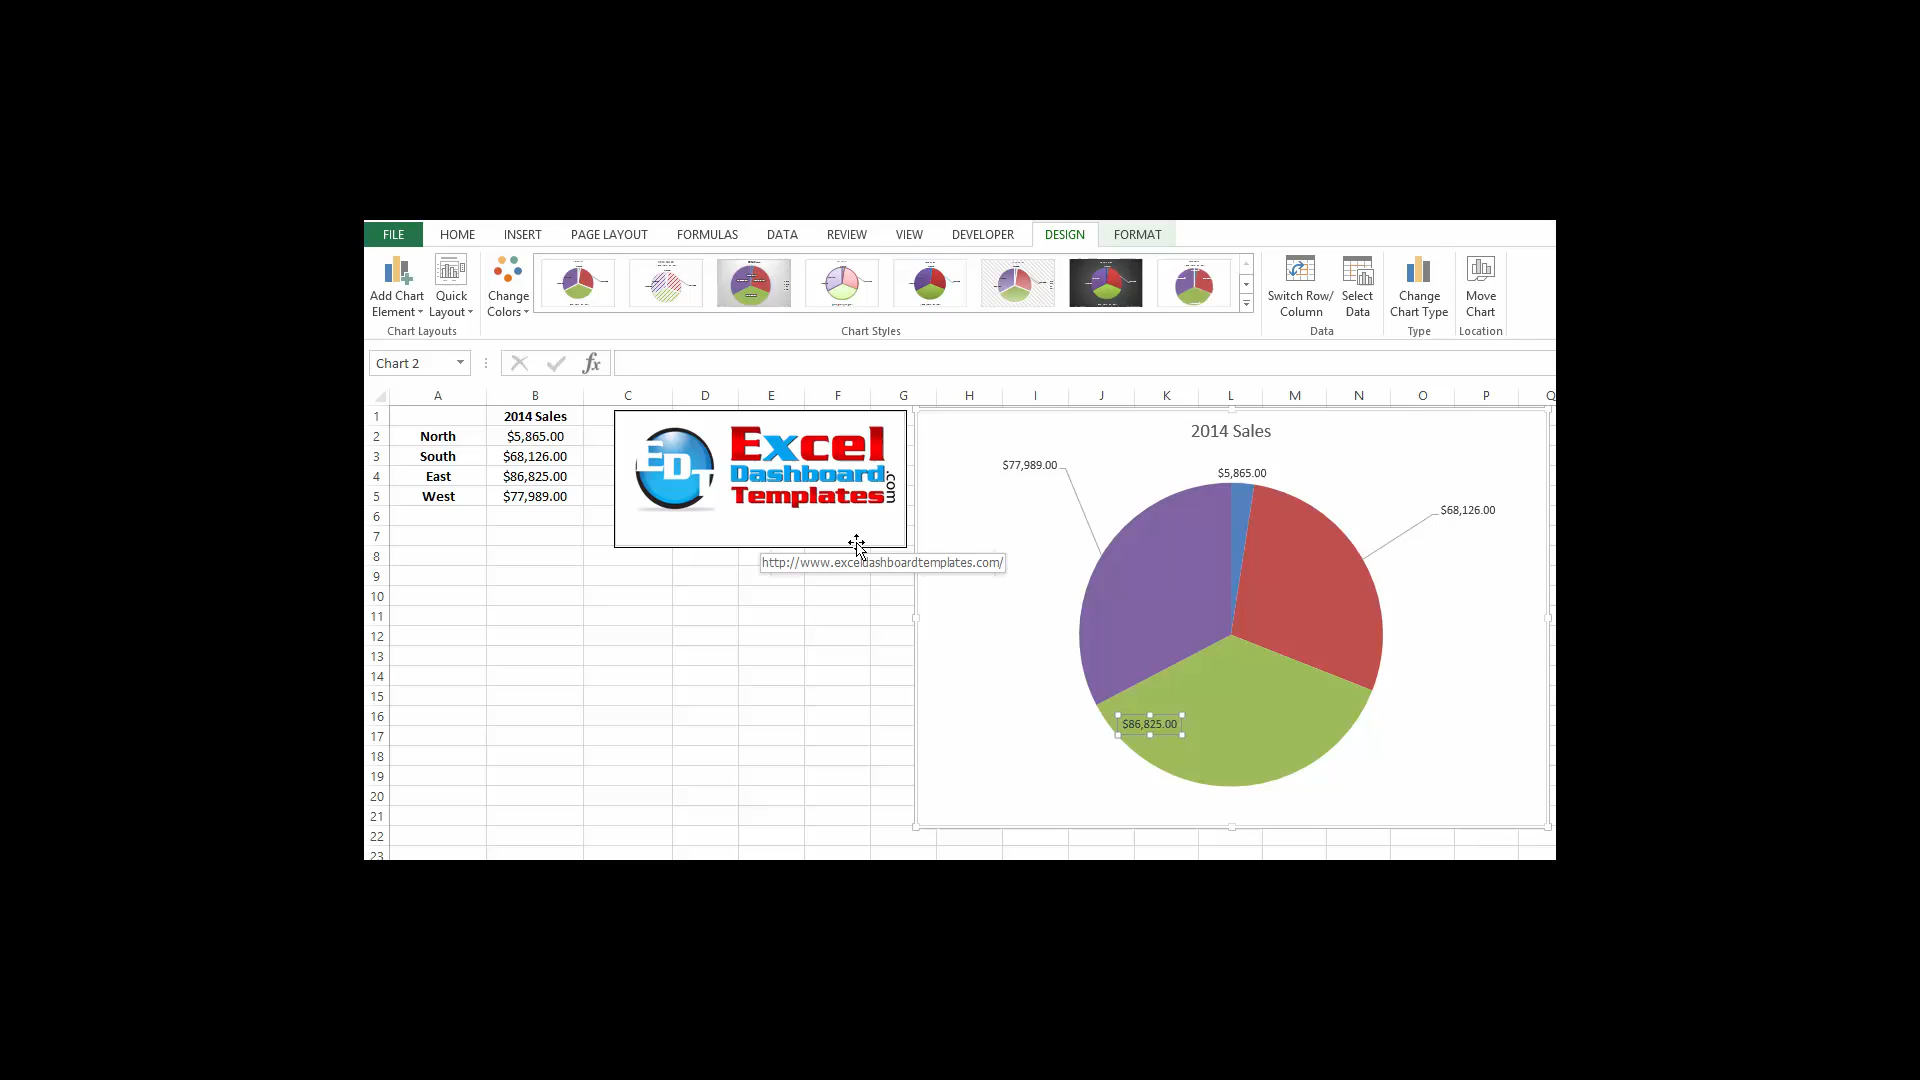 FILE HOME INSERT PAGE LAYOUT FORMULAS DATA REVIEW VIEW DEVELOPER DESIGN FORMAT
Add Chart Element
Quick Layout
Change Colors
Switch Row/ Column
Select Data
Change Chart Type
Move Chart
Chart Layouts Chart Styles Data Type Location
Chart 2 fx
A B C D E F G H I J K L M N O P Q
1 2014 Sales
2 North $5,865.00
3 South $68,126.00
4 East $86,825.00
5 West $77,989.00
6
7
8
9
10
11
12
13
14
15
16
17
18
19
20
21
22
23
EDT
Excel
Dashboard
Templates
.com
http://www.exceldashboardtemplates.com/
2014 Sales
$77,989.00
$5,865.00
$68,126.00
$86,825.00